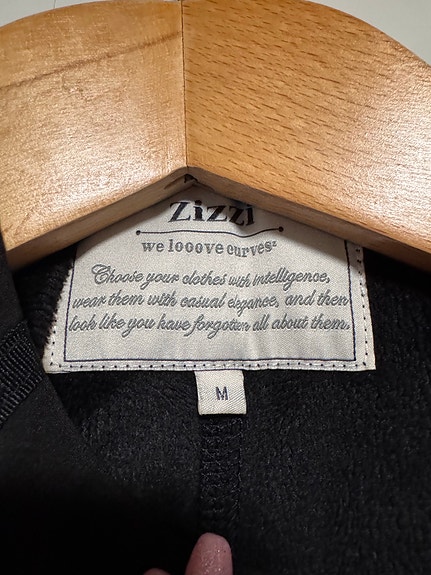 Zizzi
we looove curvesz
Choose your clothes with intelligence,
wear them with casual elegance, and then
look like you have forgotten all about them.
M